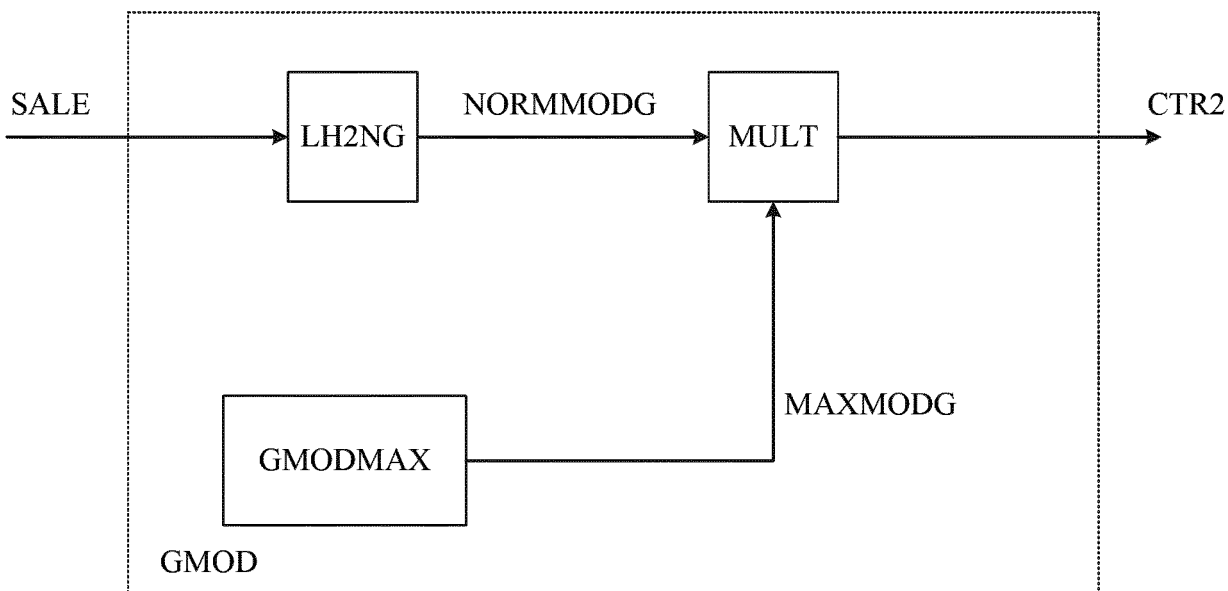 SALE
NORMMODG
CTR2
LH2NG
MULT
MAXMODG
GMODMAX
GMOD